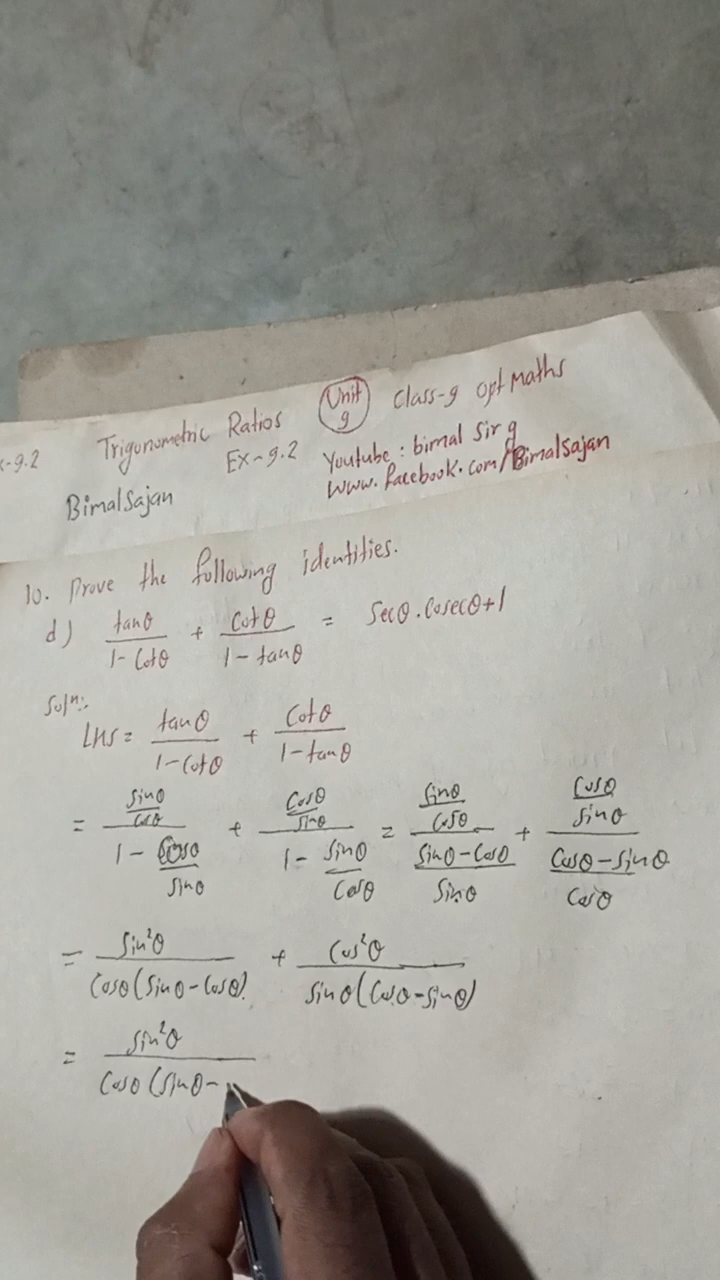 Trigonometric Ratios Unit 9 Class-9 opt Maths
x-9.2 Ex-9.2 Youtube : bimal Sir g
BimalSajan www.facebook.com/BimalSajan
10. Prove the following identities.
d) tanθ/1-Cotθ + Cotθ/1-tanθ = Secθ.Cosecθ+1
Soln:
LHS = tanθ/1-Cotθ + Cotθ/1-tanθ
= (Sinθ/Cosθ)/(1-Cosθ/Sinθ) + (Cosθ/Sinθ)/(1-Sinθ/Cosθ) = (Sinθ/Cosθ)/((Sinθ-Cosθ)/Sinθ) + (Cosθ/Sinθ)/((Cosθ-Sinθ)/Cosθ)
= Sin²θ/Cosθ(Sinθ-Cosθ) + Cos²θ/Sinθ(Cosθ-Sinθ)
= Sin²θ/Cosθ(Sinθ-